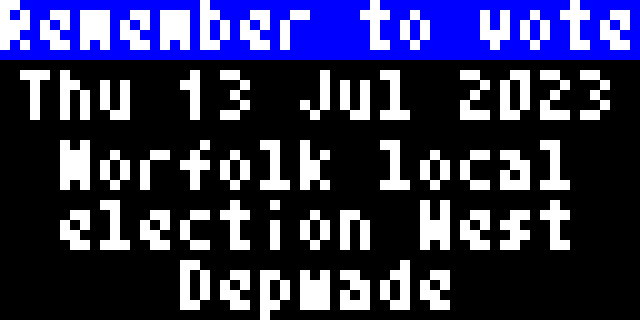 Remember to vote
Thu 13 Jul 2023
Norfolk local
election West
Depwade